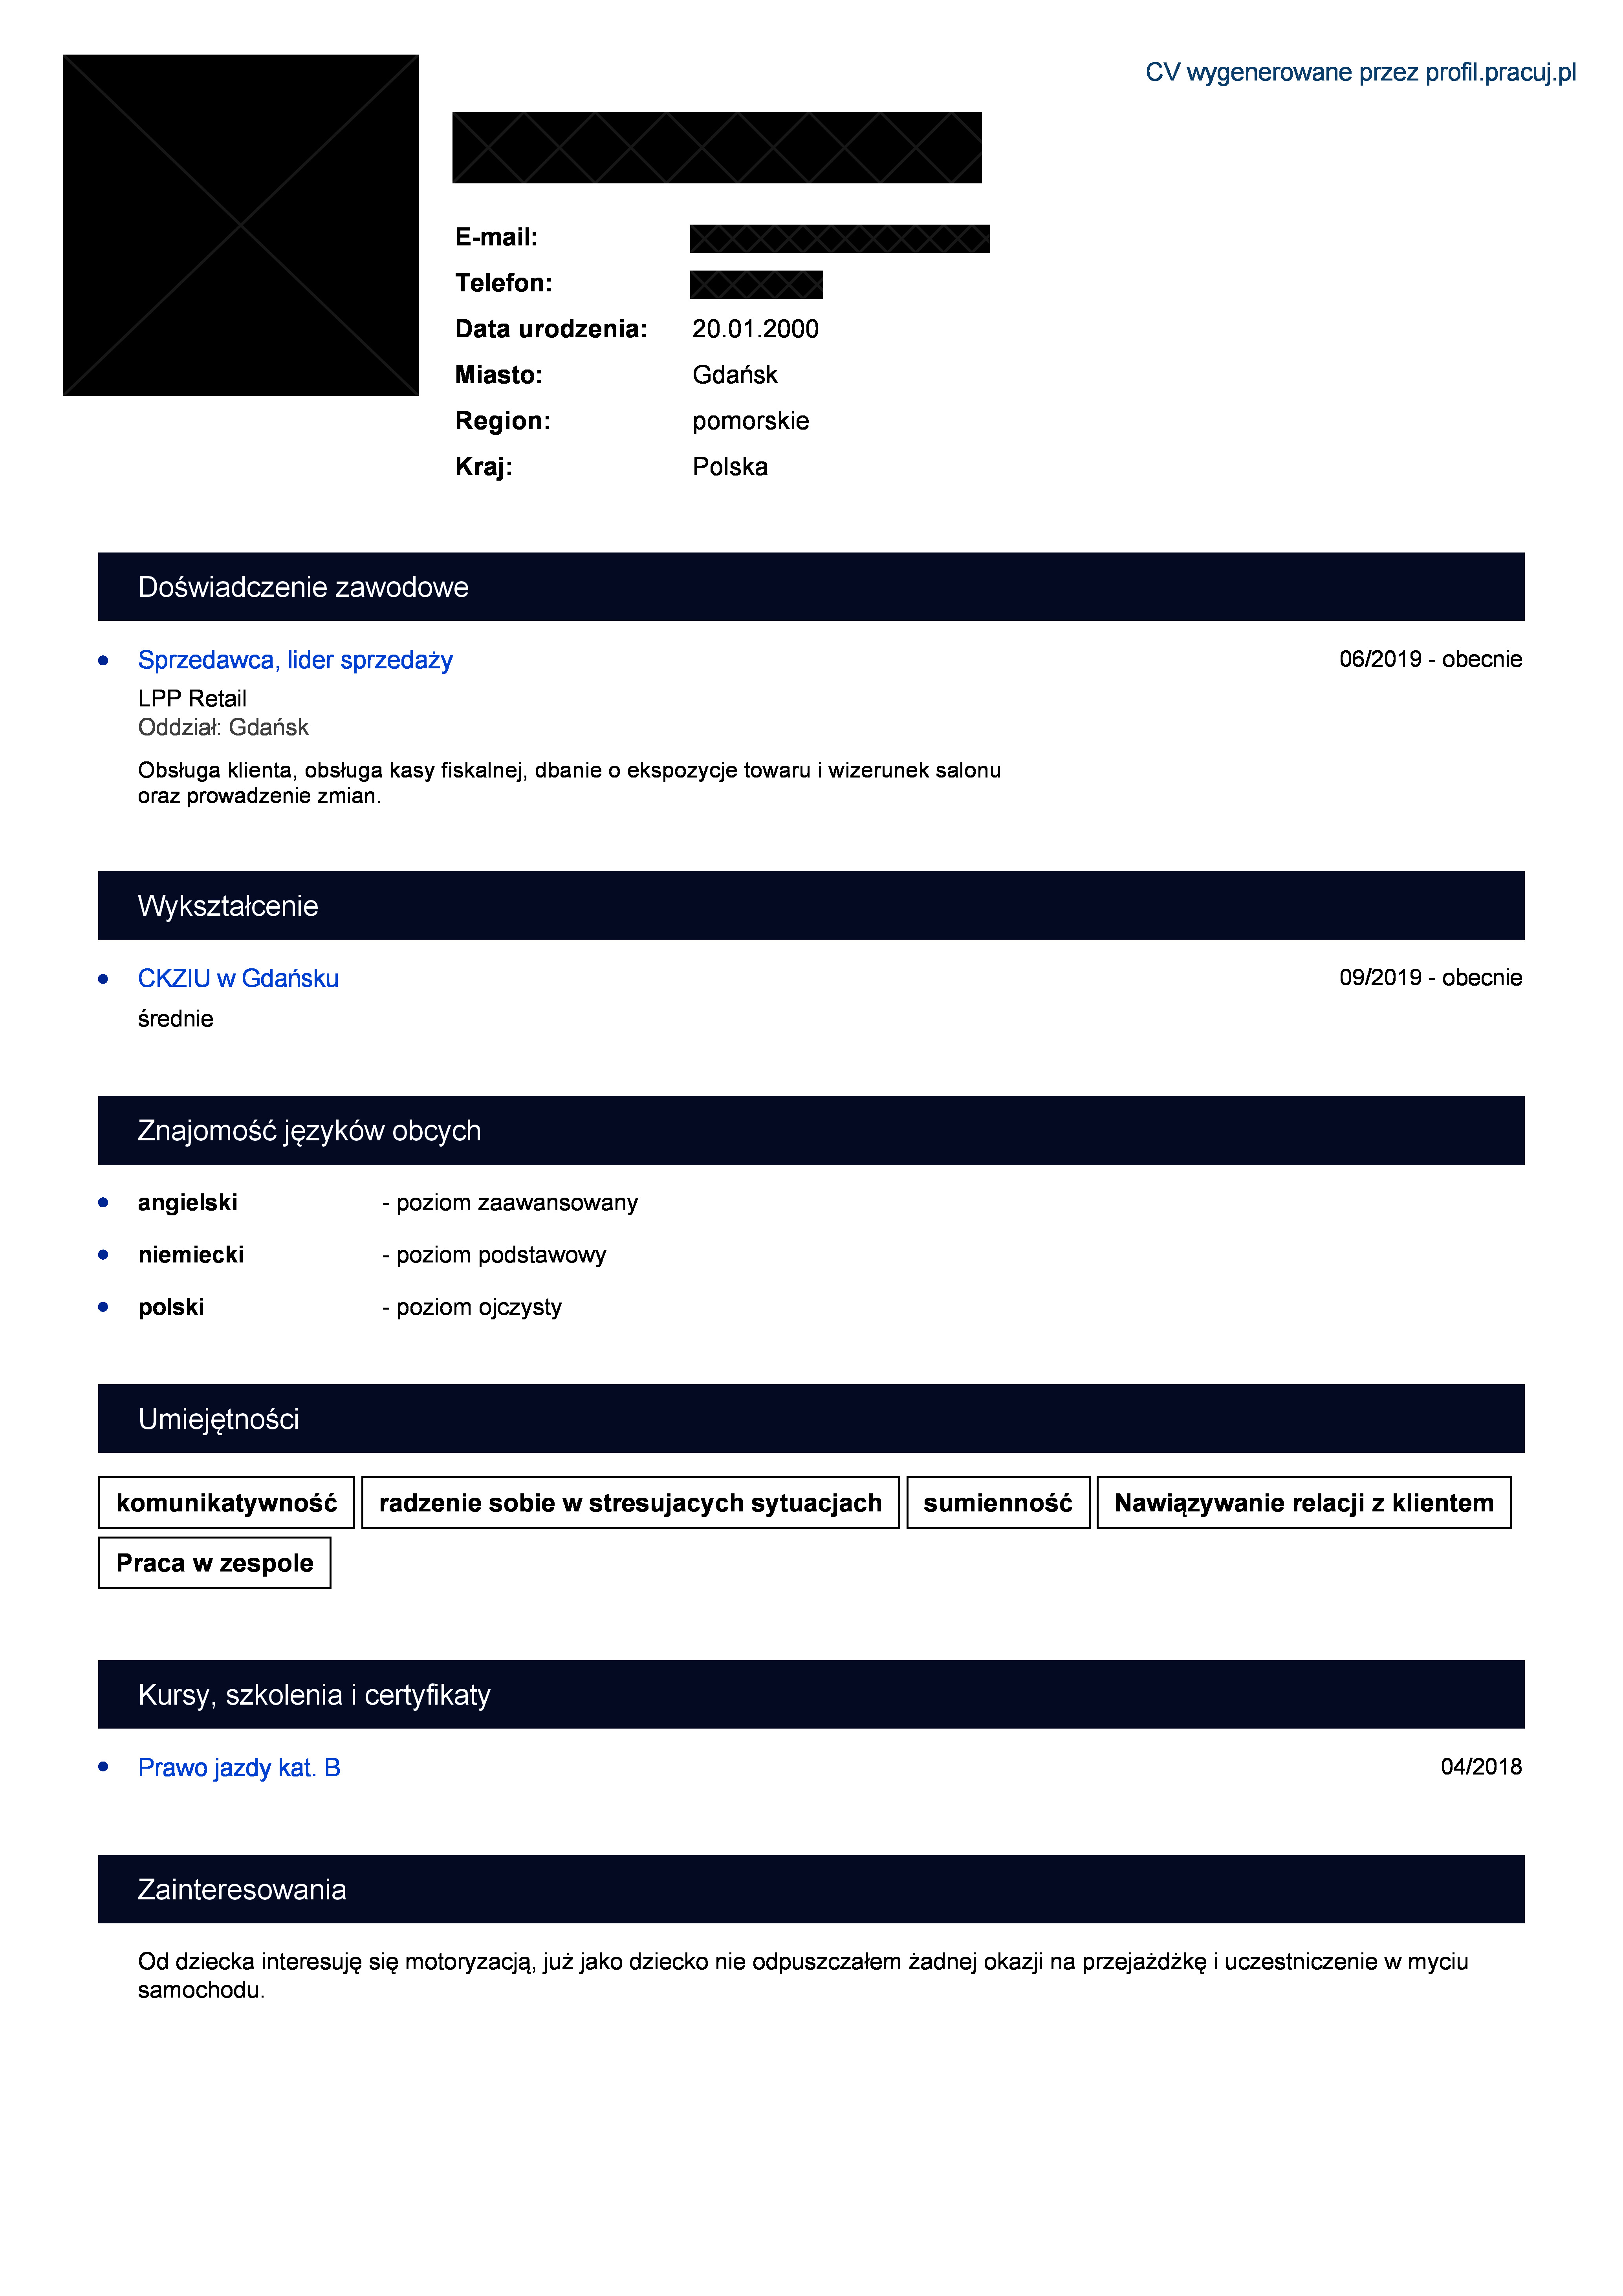 CV wygenerowane przez profil.pracuj.pl
E-mail:
Telefon:
Data urodzenia: 20.01.2000
Miasto: Gdańsk
Region: pomorskie
Kraj: Polska
Doświadczenie zawodowe
Sprzedawca, lider sprzedaży 06/2019 - obecnie
LPP Retail
Oddział: Gdańsk
Obsługa klienta, obsługa kasy fiskalnej, dbanie o ekspozycje towaru i wizerunek salonu
oraz prowadzenie zmian.
Wykształcenie
CKZIU w Gdańsku 09/2019 - obecnie
średnie
Znajomość języków obcych
angielski - poziom zaawansowany
niemiecki - poziom podstawowy
polski - poziom ojczysty
Umiejętności
komunikatywność radzenie sobie w stresujacych sytuacjach sumienność Nawiązywanie relacji z klientem
Praca w zespole
Kursy, szkolenia i certyfikaty
Prawo jazdy kat. B 04/2018
Zainteresowania
Od dziecka interesuję się motoryzacją, już jako dziecko nie odpuszczałem żadnej okazji na przejażdżkę i uczestniczenie w myciu
samochodu.